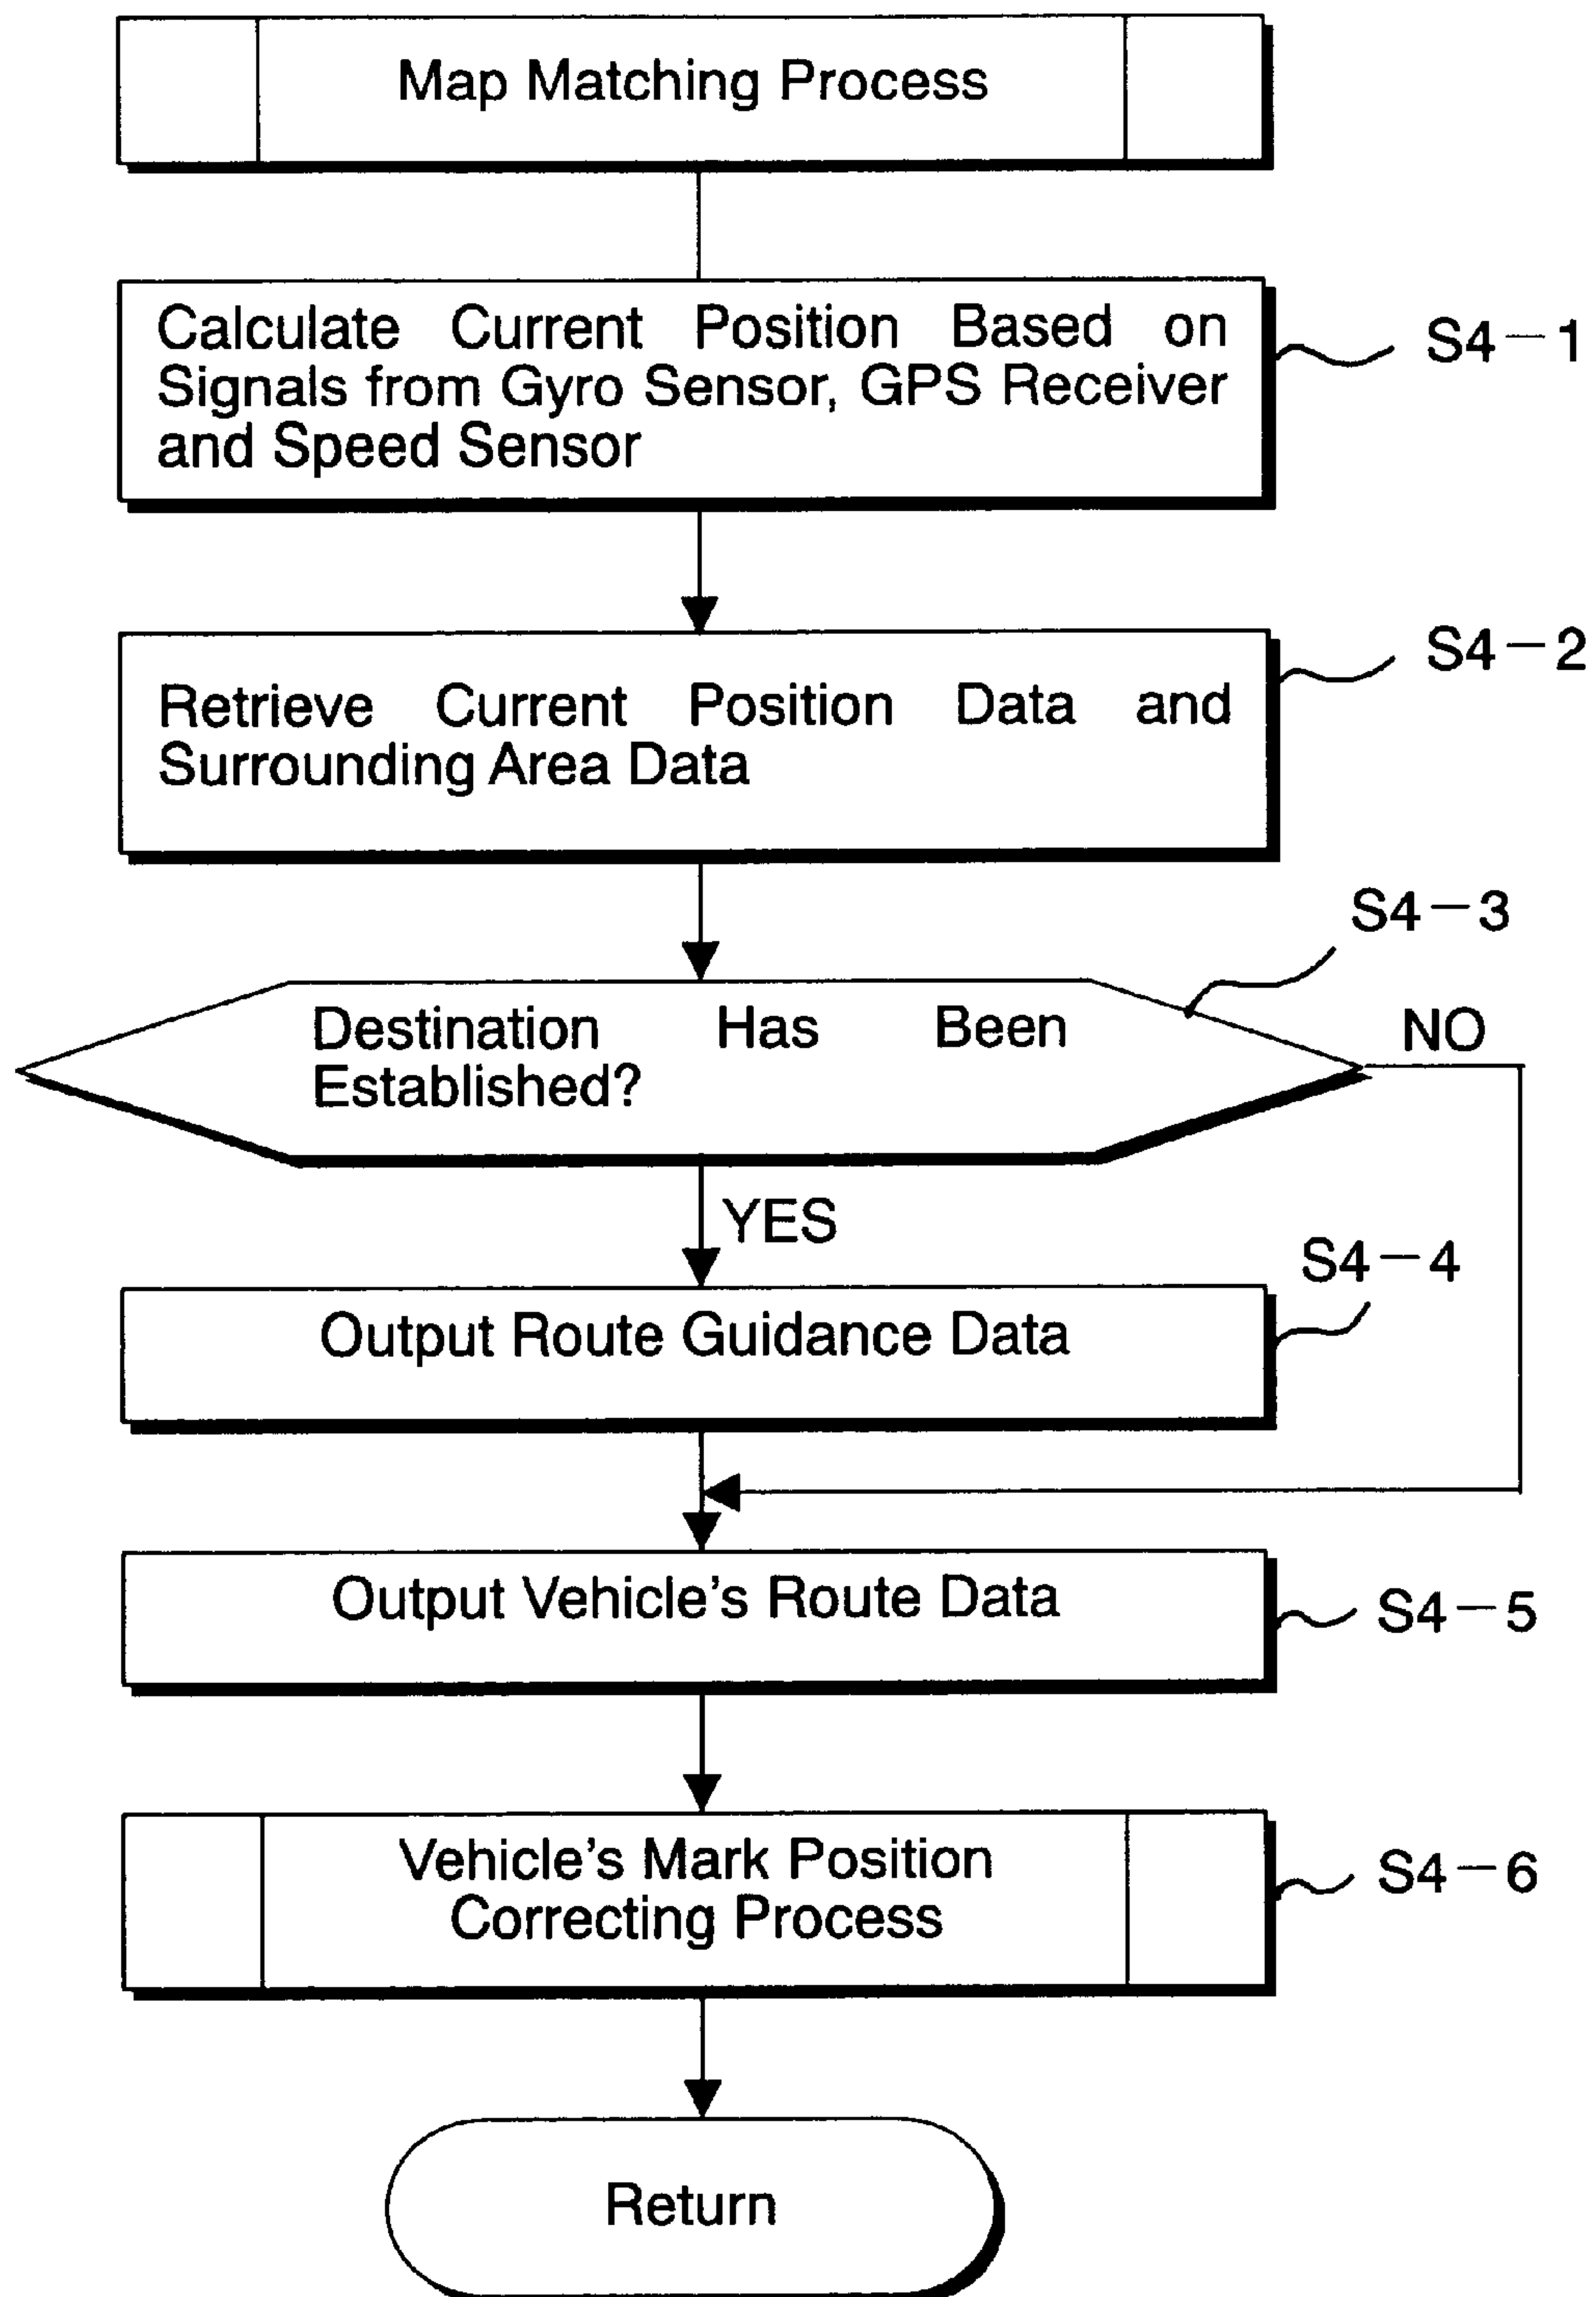 Map Matching Process
Calculate Current Position Based on
Signals from Gyro Sensor, GPS Receiver
and Speed Sensor
S4-1
Retrieve Current Position Data and
Surrounding Area Data
S4-2
S4-3
Destination Has Been
Established?
NO
YES
S4-4
Output Route Guidance Data
Output Vehicle's Route Data
S4-5
Vehicle's Mark Position
Correcting Process
S4-6
Return